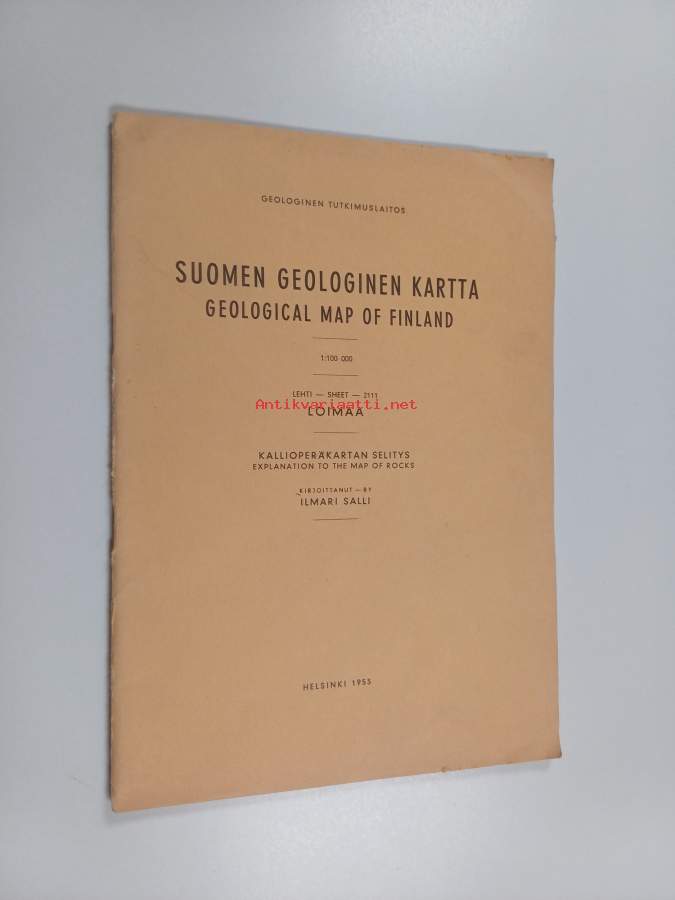 GEOLOGINEN TUTKIMUSLAITOS
SUOMEN GEOLOGINEN KARTTA
GEOLOGICAL MAP OF FINLAND
1:100 000
LEHTI — SHEET — 2111
Antikvariaatti.net
LOIMAA
KALLIOPERÄKARTAN SELITYS
EXPLANATION TO THE MAP OF ROCKS
KIRJOITTANUT — BY
ILMARI SALLI
HELSINKI 1953